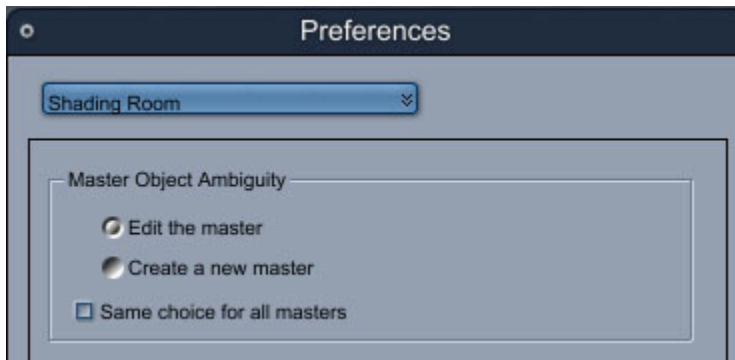 Preferences
Shading Room
Master Object Ambiguity
Edit the master
Create a new master
Same choice for all masters